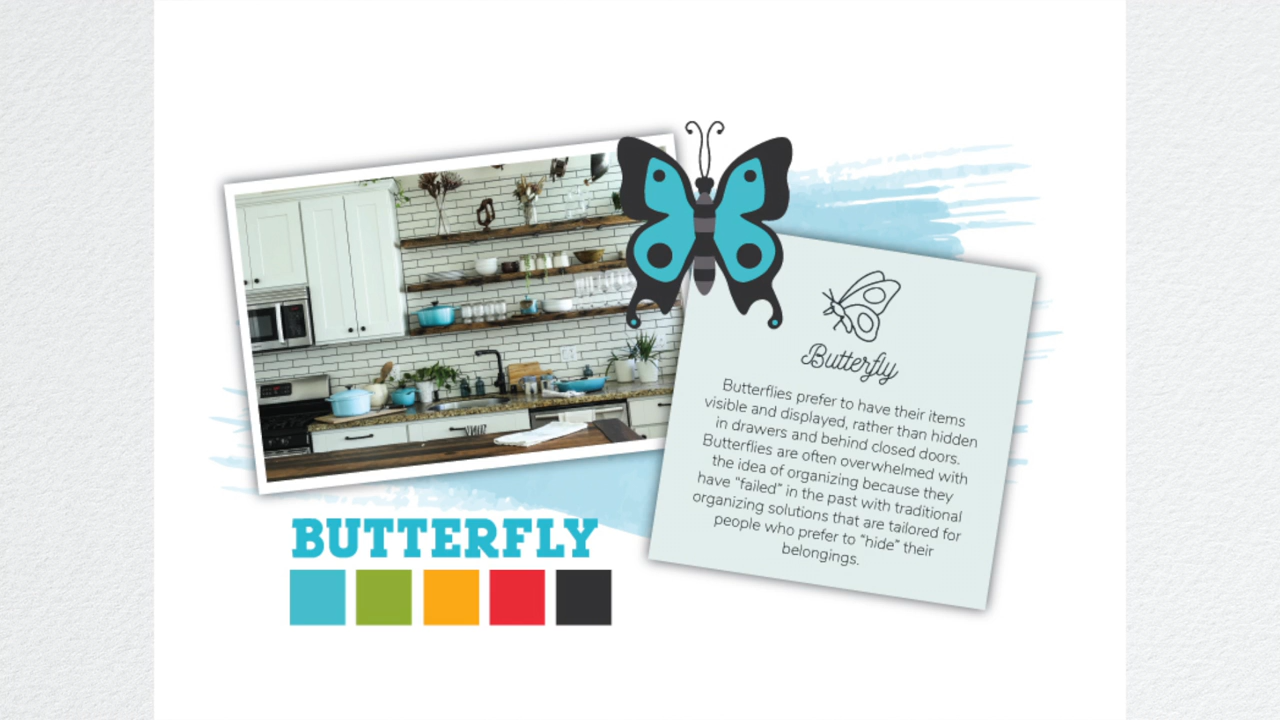 BUTTERFLY
Butterfly
Butterflies prefer to have their items
visible and displayed, rather than hidden
in drawers and behind closed doors.
Butterflies are often overwhelmed with
the idea of organizing because they
have "failed" in the past with traditional
organizing solutions that are tailored for
people who prefer to "hide" their
belongings.